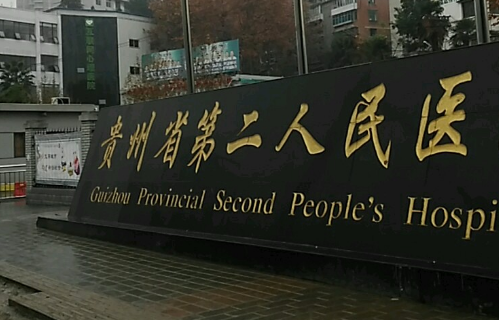 贵州省第二人民医
Guizhou Provincial Second People's Hospi